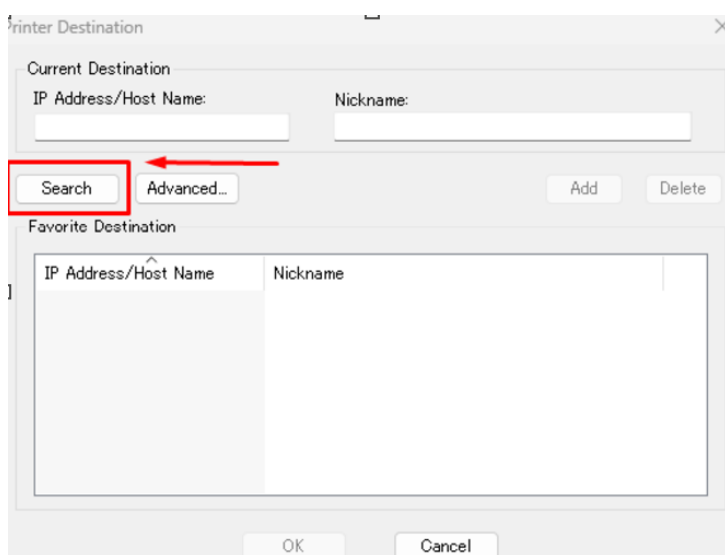 Printer Destination
Current Destination
IP Address/Host Name: Nickname:
Search Advanced... Add Delete
Favorite Destination
IP Address/Host Name Nickname
OK Cancel